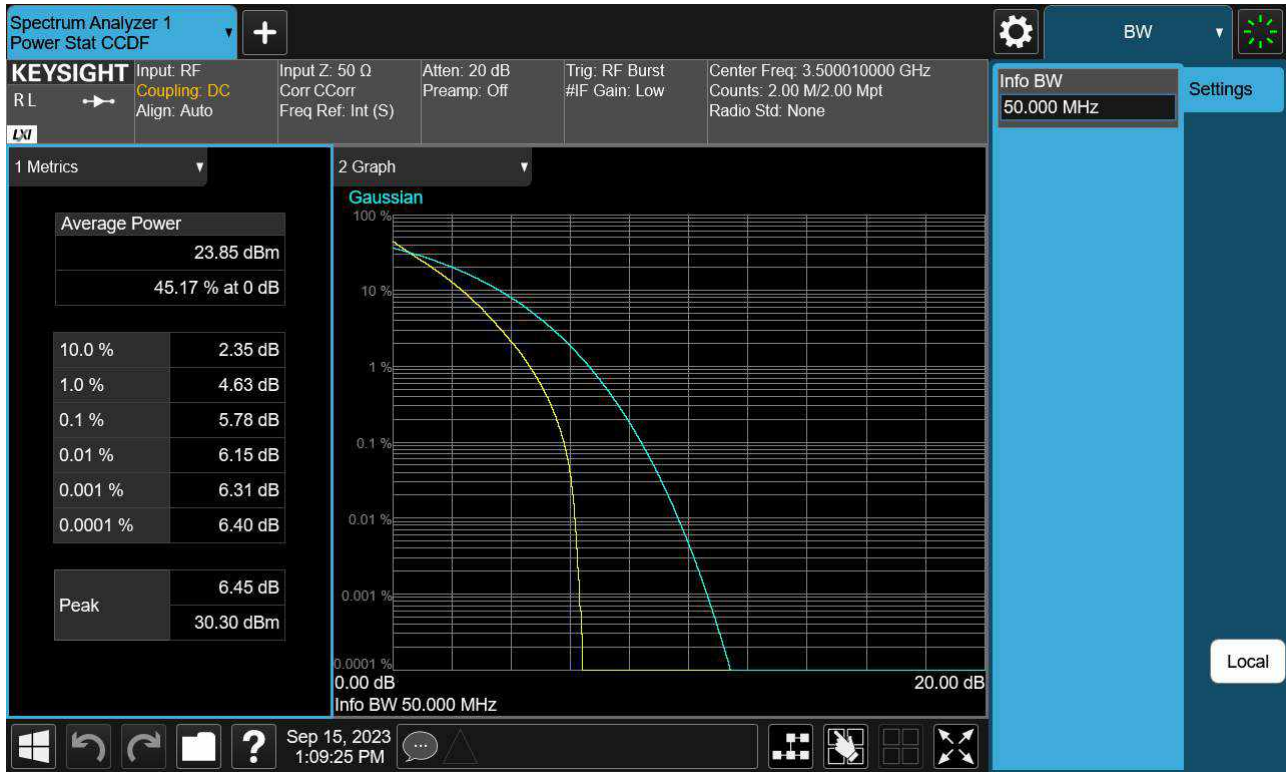 Spectrum Analyzer 1
Power Stat CCDF
BW
KEYSIGHT
RL
LXI
Input: RF
Coupling: DC
Align: Auto
Input Z: 50 Ω
Corr CCorr
Freq Ref: Int (S)
Atten: 20 dB
Preamp: Off
Trig: RF Burst
#IF Gain: Low
Center Freq: 3.500010000 GHz
Counts: 2.00 M/2.00 Mpt
Radio Std: None
Info BW
50.000 MHz
Settings
1 Metrics
Average Power
23.85 dBm
45.17 % at 0 dB
10.0 % 2.35 dB
1.0 % 4.63 dB
0.1 % 5.78 dB
0.01 % 6.15 dB
0.001 % 6.31 dB
0.0001 % 6.40 dB
Peak
6.45 dB
30.30 dBm
2 Graph
Gaussian
100 %
10 %
1 %
0.1 %
0.01 %
0.001 %
0.0001 %
0.00 dB 20.00 dB
Info BW 50.000 MHz
Local
?
Sep 15, 2023
1:09:25 PM